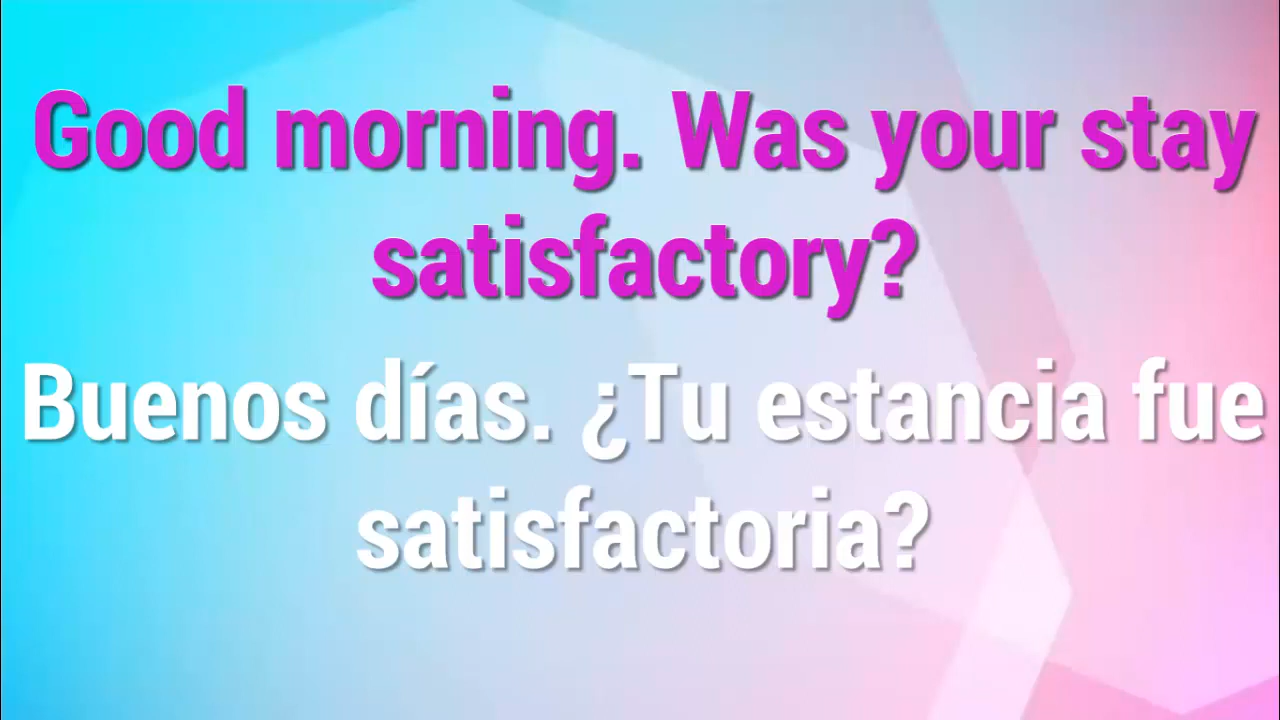 Good morning. Was your stay
satisfactory?
Buenos días. ¿Tu estancia fue
satisfactoria?